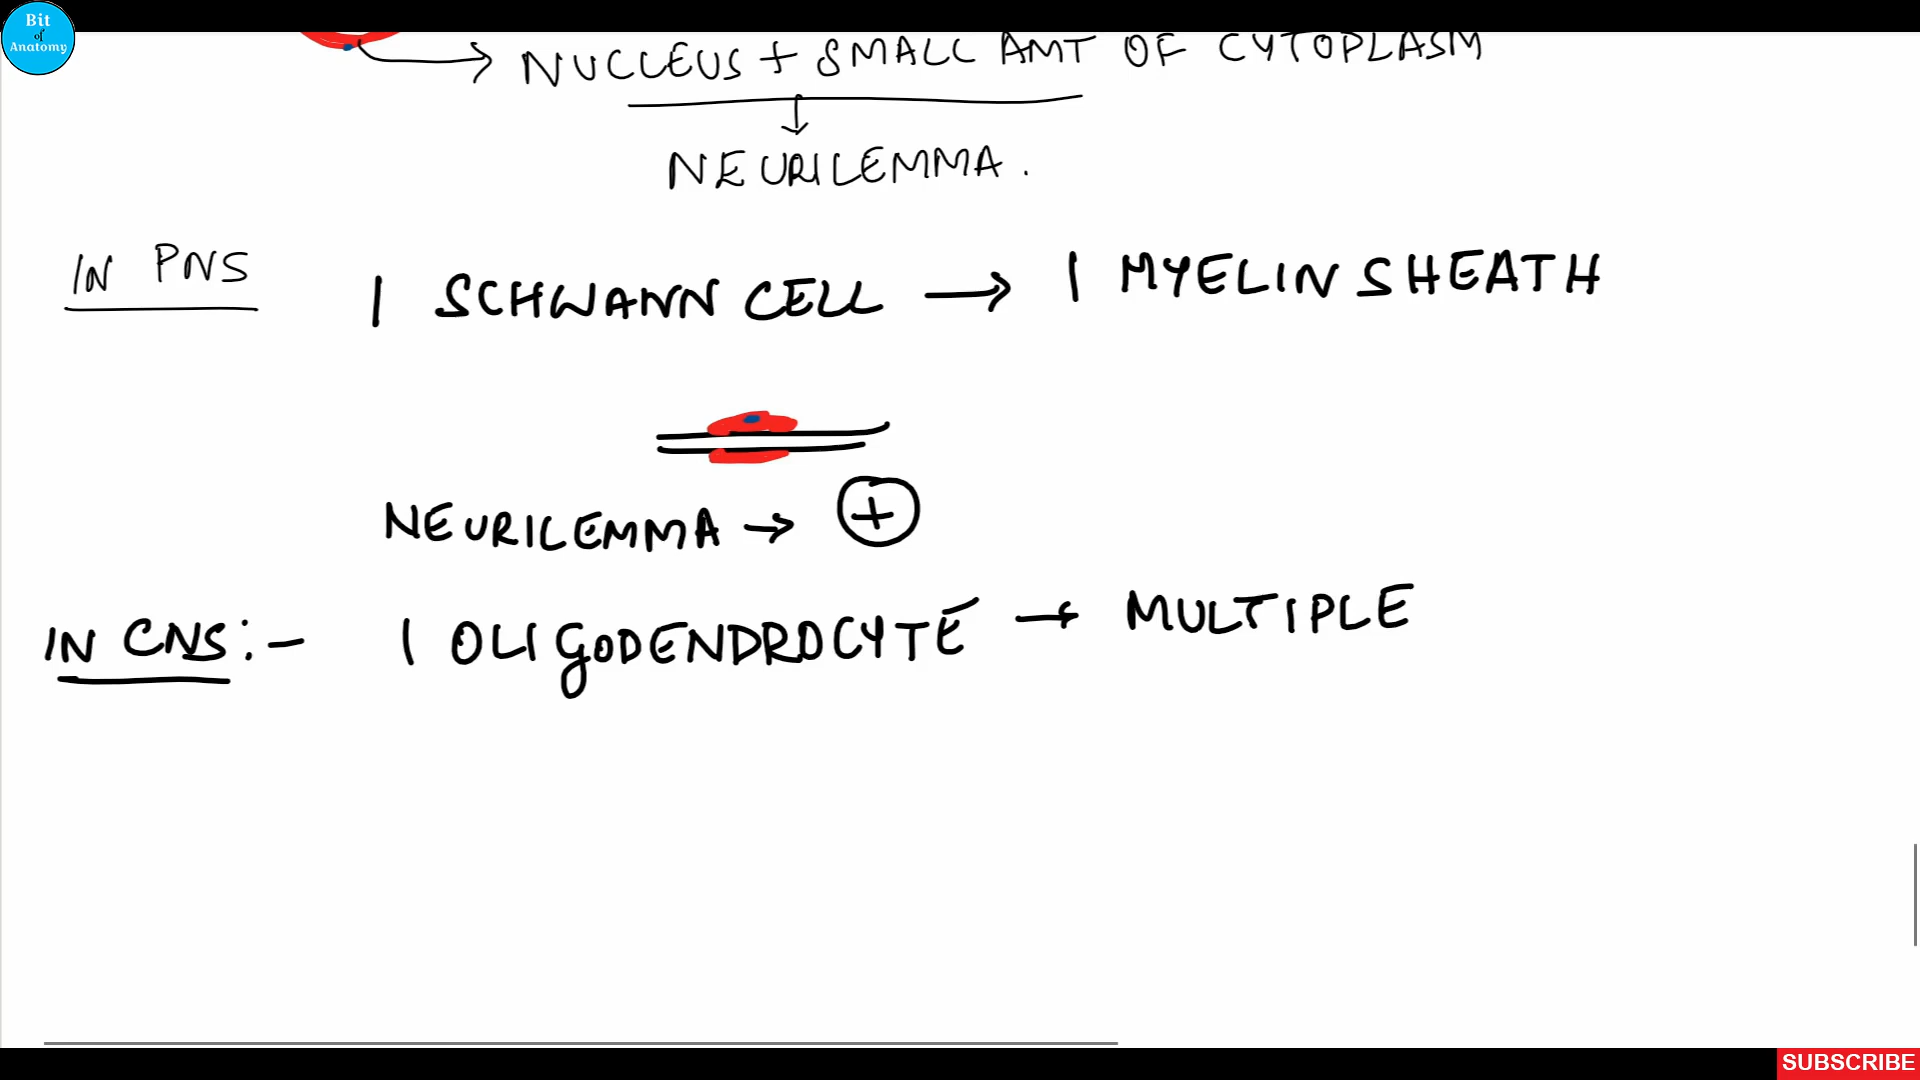 Bit
of
Anatomy
NUCLEUS + SMALL AMT OF CYTOPLASM
NEURILEMMA.
IN PNS 1 SCHWANN CELL → 1 MYELIN SHEATH
NEURILEMMA → +
IN CNS:- 1 OLIGODENDROCYTE → MULTIPLE
SUBSCRIBE